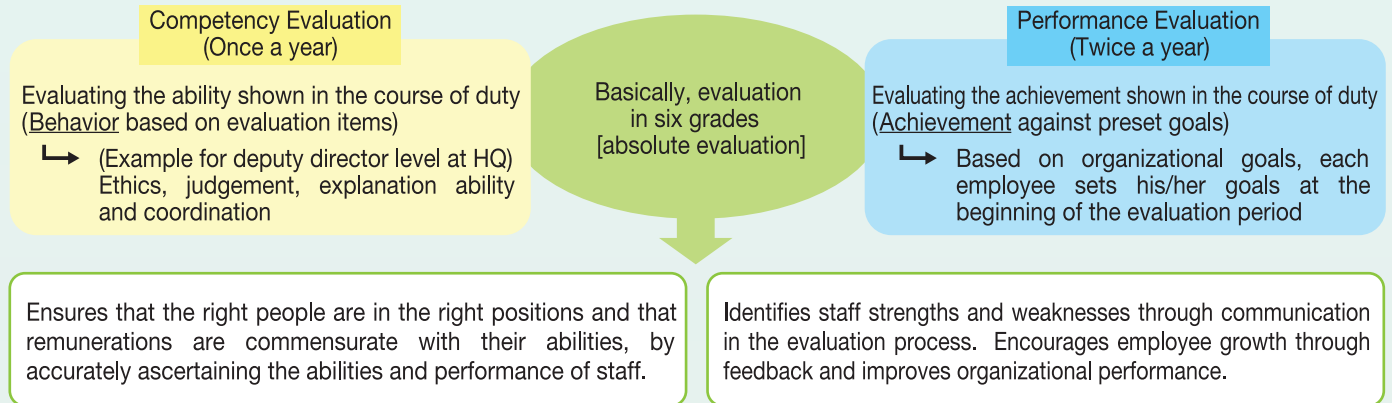 Competency Evaluation
(Once a year)
Evaluating the ability shown in the course of duty
(Behavior based on evaluation items)
(Example for deputy director level at HQ)
Ethics, judgement, explanation ability
and coordination
Basically, evaluation
in six grades
[absolute evaluation]
Performance Evaluation
(Twice a year)
Evaluating the achievement shown in the course of duty
(Achievement against preset goals)
Based on organizational goals, each
employee sets his/her goals at the
beginning of the evaluation period
Ensures that the right people are in the right positions and that
remunerations are commensurate with their abilities, by
accurately ascertaining the abilities and performance of staff.
Identifies staff strengths and weaknesses through communication
in the evaluation process. Encourages employee growth through
feedback and improves organizational performance.